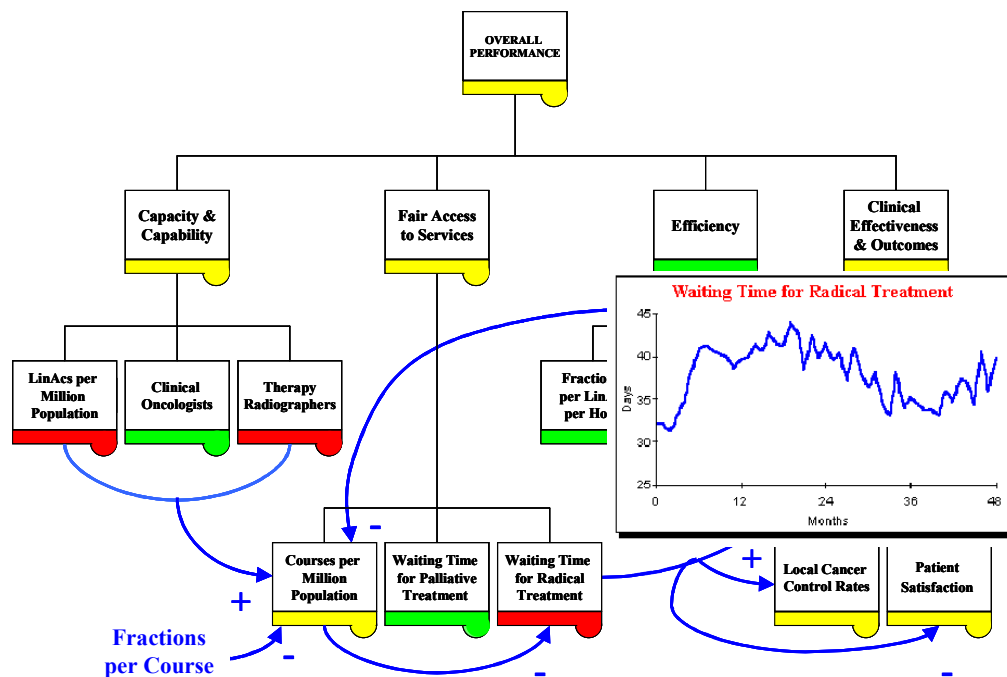 OVERALL
PERFORMANCE
Capacity &
Capability
Fair Access
to Services
Efficiency
Clinical
Effectiveness
& Outcomes
LinAcs per
Million
Population
Clinical
Oncologists
Therapy
Radiographers
Fraction
per LinA
per Ho
Waiting Time for Radical Treatment
45
40
35
30
25
Days
0
12
24
36
48
Months
-
+
Courses per
Million
Population
Waiting Time
for Palliative
Treatment
Waiting Time
for Radical
Treatment
+
Local Cancer
Control Rates
Patient
Satisfaction
Fractions
per Course
-
-
-